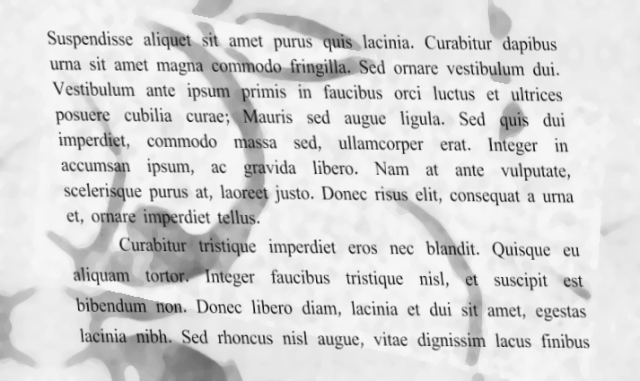 Suspendisse aliquet sit amet purus quis lacinia. Curabitur dapibus
urna sit amet magna commodo fringilla. Sed ornare vestibulum dui.
Vestibulum ante ipsum primis in faucibus orci luctus et ultrices
posuere cubilia curae; Mauris sed augue ligula. Sed quis dui
imperdiet, commodo massa sed, ullamcorper erat. Integer in
accumsan ipsum, ac gravida libero. Nam at ante vulputate,
scelerisque purus at, laoreet justo. Donec risus elit, consequat a urna
et, ornare imperdiet tellus.
Curabitur tristique imperdiet eros nec blandit. Quisque eu
aliquam tortor. Integer faucibus tristique nisl, et suscipit est
bibendum non. Donec libero diam, lacinia et dui sit amet, egestas
lacinia nibh. Sed rhoncus nisl augue, vitae dignissim lacus finibus